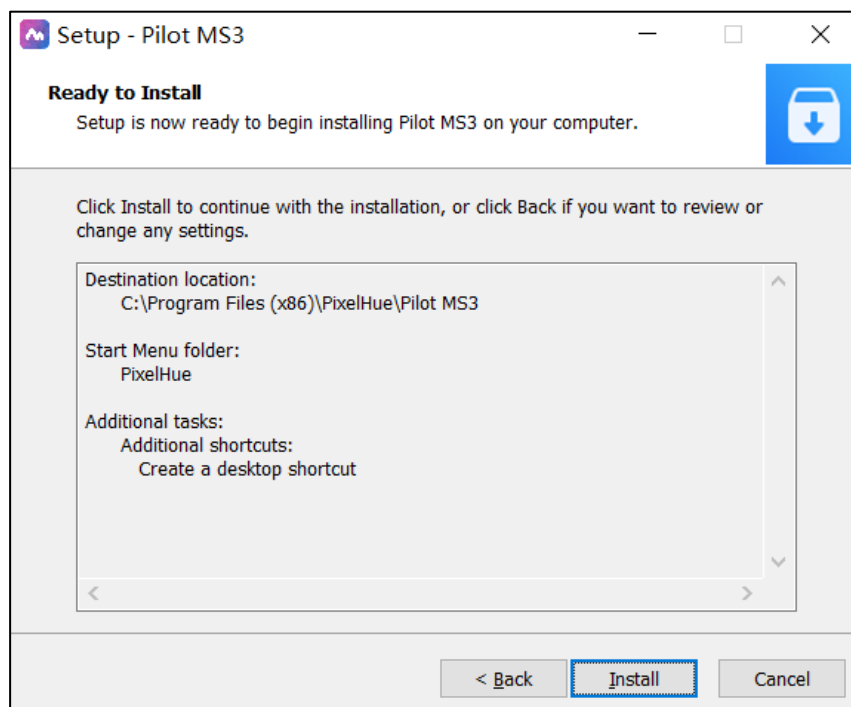 Setup - Pilot MS3
Ready to Install
Setup is now ready to begin installing Pilot MS3 on your computer.
Click Install to continue with the installation, or click Back if you want to review or
change any settings.
Destination location:
C:\Program Files (x86)\PixelHue\Pilot MS3
Start Menu folder:
PixelHue
Additional tasks:
Additional shortcuts:
Create a desktop shortcut
< Back
Install
Cancel